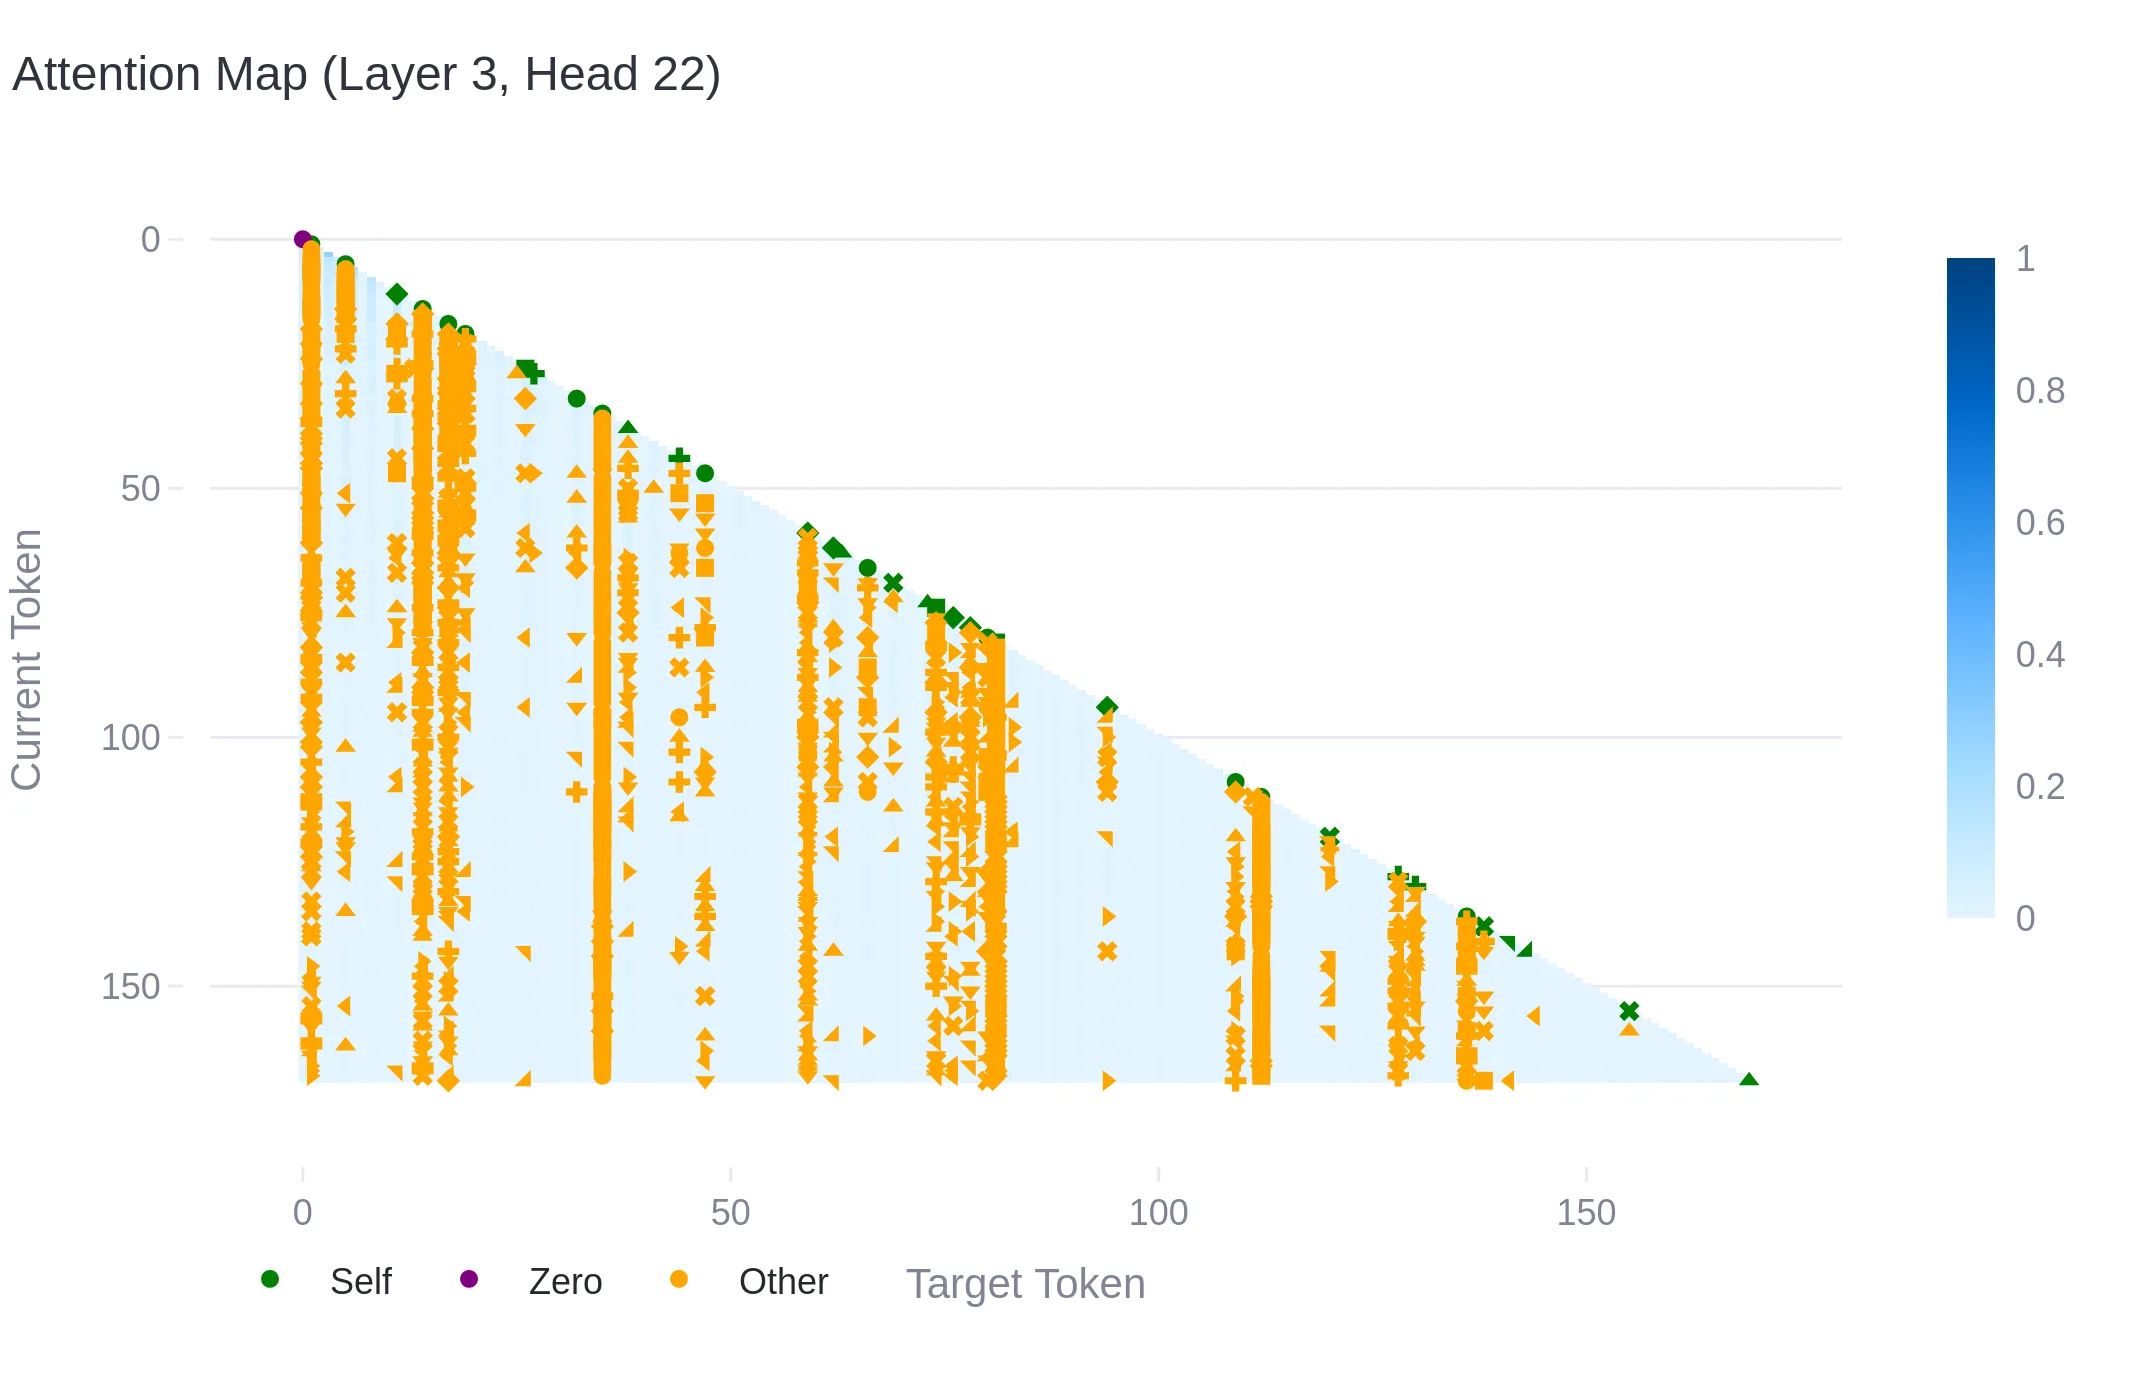 Attention Map (Layer 3, Head 22)
0
50
100
150
Current Token
1
0.8
0.6
0.4
0.2
0
0 50 100 150
Self Zero Other Target Token